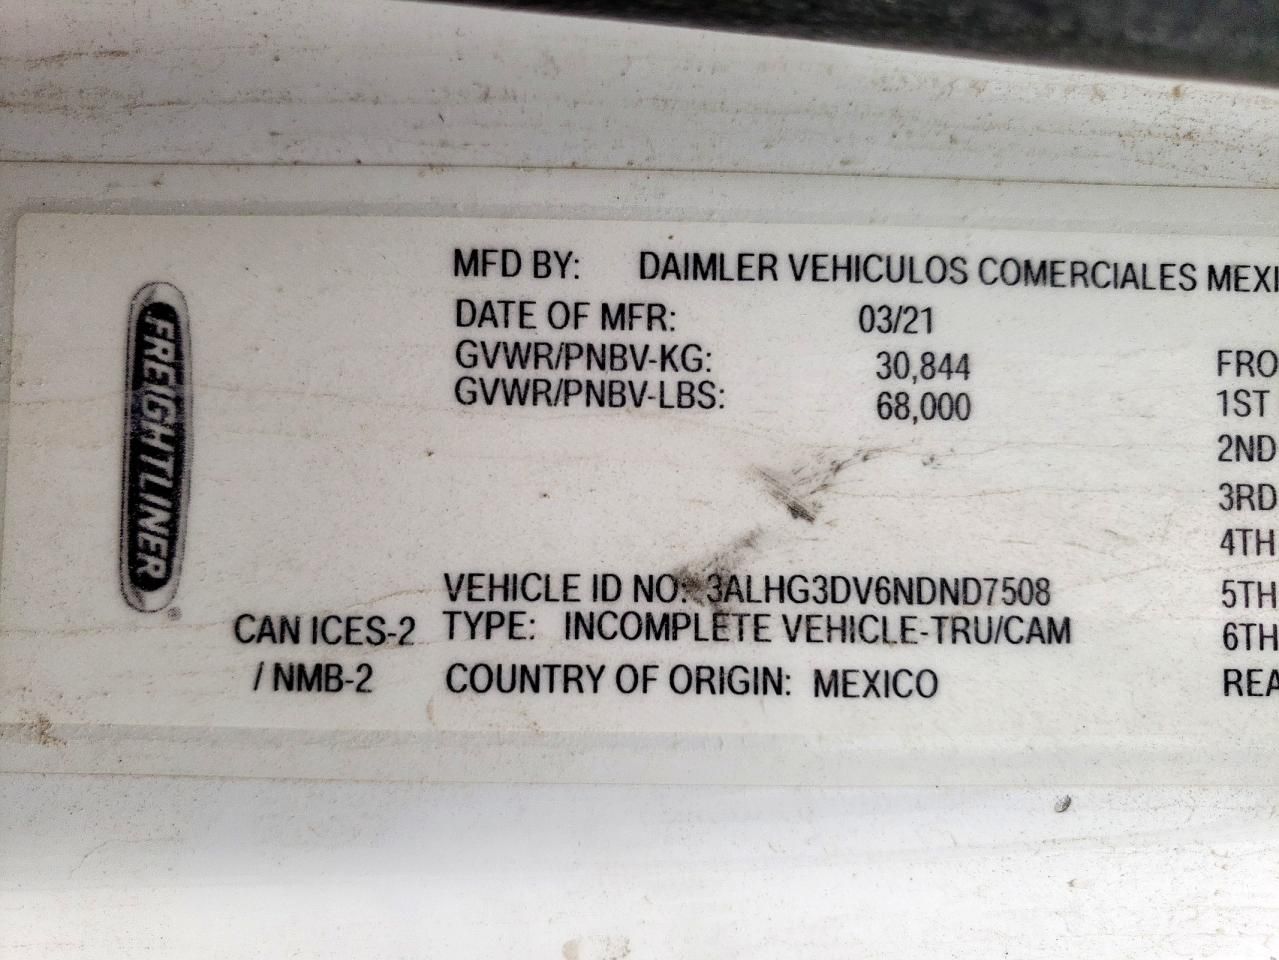 FREIGHTLINER®
MFD BY: DAIMLER VEHICULOS COMERCIALES MEXI
DATE OF MFR: 03/21
GVWR/PNBV-KG: 30,844
GVWR/PNBV-LBS: 68,000
FRO
1ST
2ND
3RD
4TH
5TH
6TH
REA
VEHICLE ID NO: 3ALHG3DV6NDND7508
CAN ICES-2
/ NMB-2
TYPE: INCOMPLETE VEHICLE-TRU/CAM
COUNTRY OF ORIGIN: MEXICO